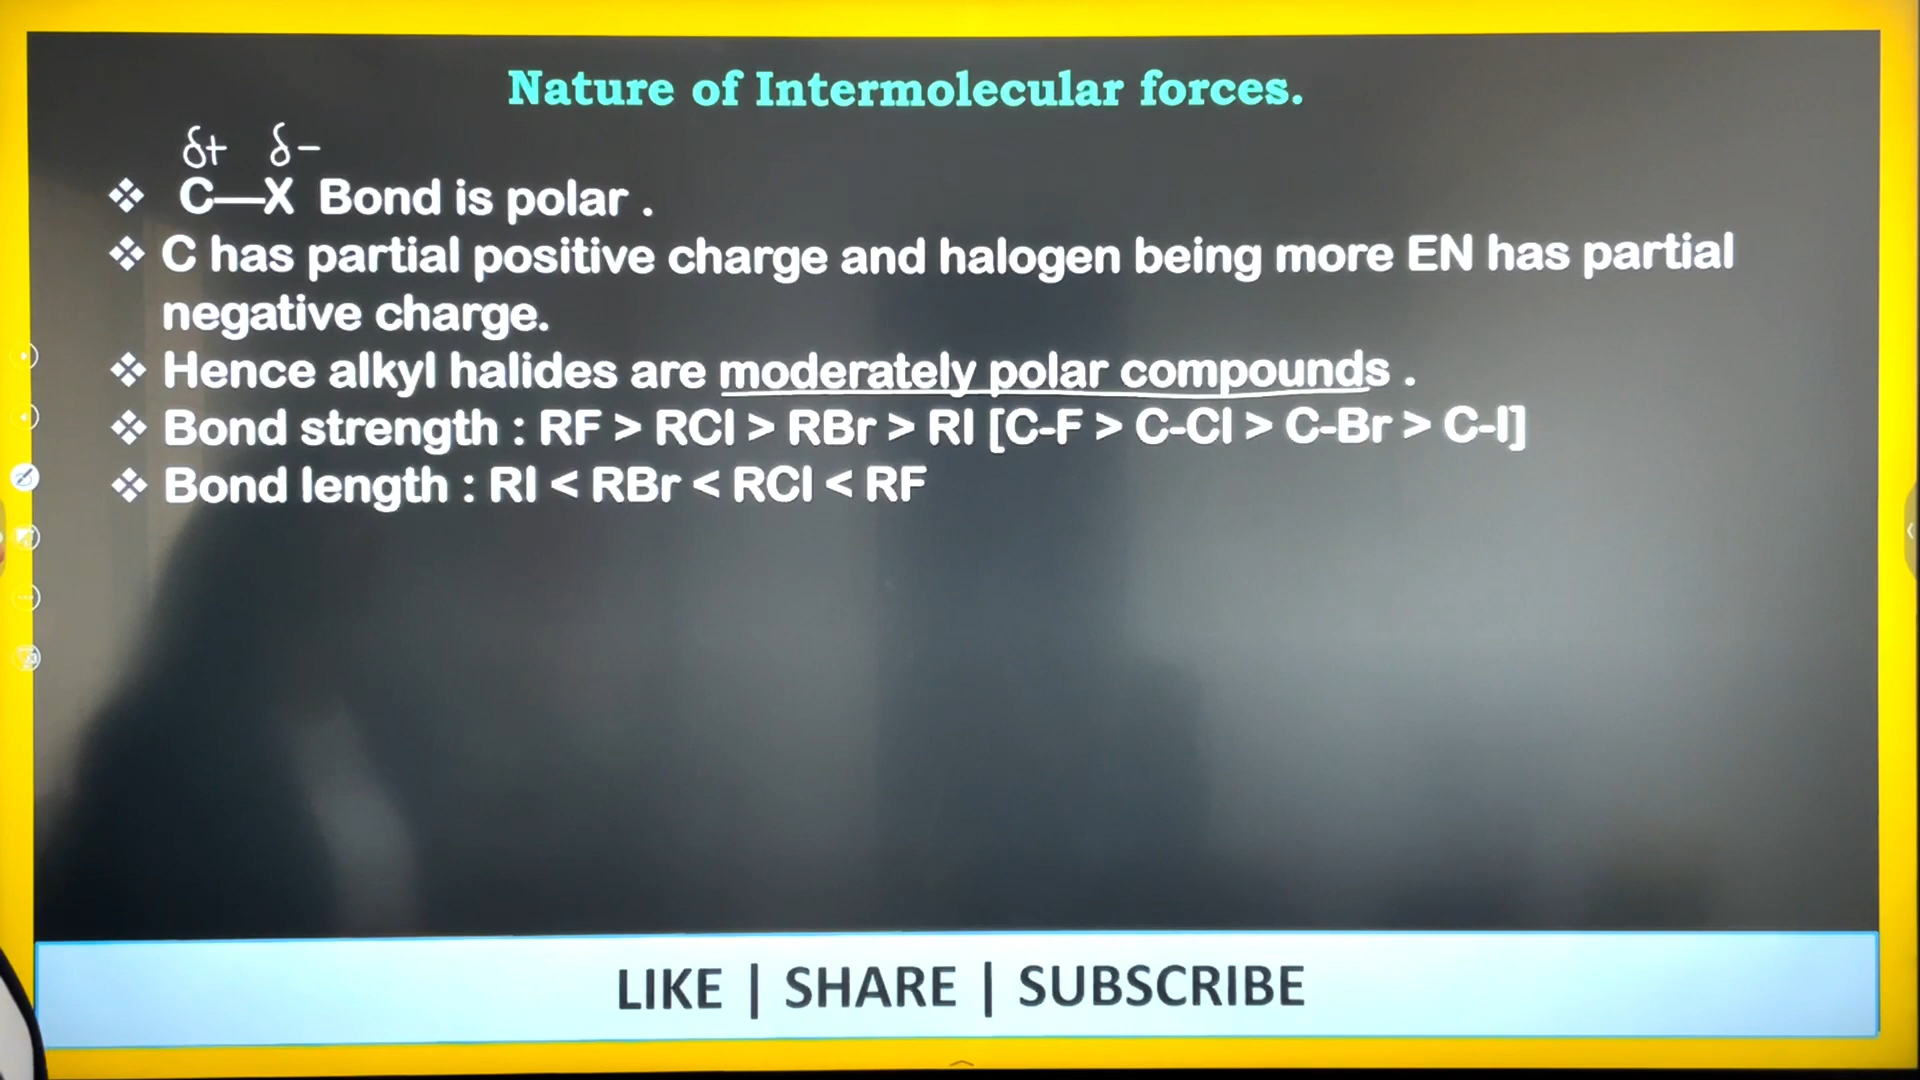 Nature of Intermolecular forces.
δ+ δ-
❖ C—X Bond is polar .
❖ C has partial positive charge and halogen being more EN has partial
negative charge.
❖ Hence alkyl halides are moderately polar compounds .
❖ Bond strength : RF > RCl > RBr > RI [C-F > C-Cl > C-Br > C-I]
❖ Bond length : RI < RBr < RCl < RF
LIKE | SHARE | SUBSCRIBE